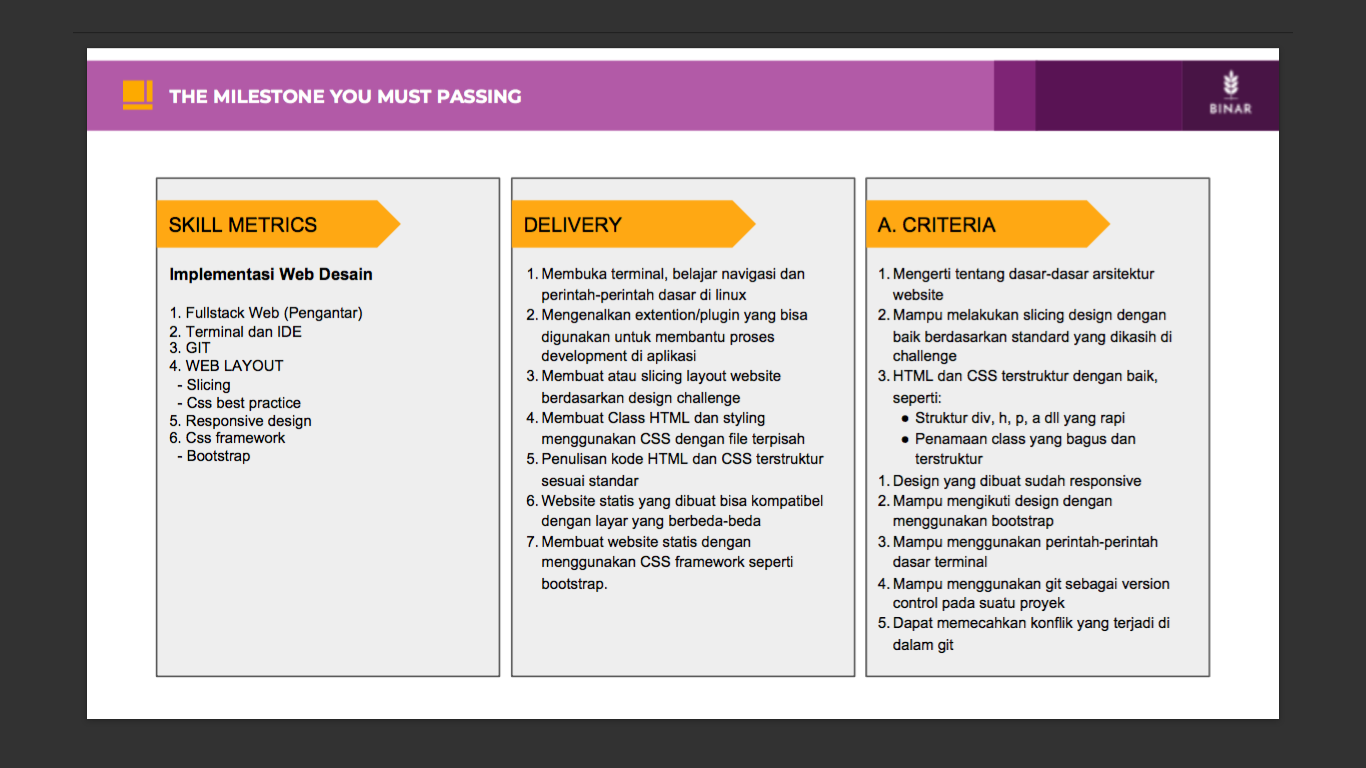 THE MILESTONE YOU MUST PASSING
BINAR
SKILL METRICS
Implementasi Web Desain
1. Fullstack Web (Pengantar)
2. Terminal dan IDE
3. GIT
4. WEB LAYOUT
- Slicing
- Css best practice
5. Responsive design
6. Css framework
- Bootstrap
DELIVERY
1. Membuka terminal, belajar navigasi dan
perintah-perintah dasar di linux
2. Mengenalkan extention/plugin yang bisa
digunakan untuk membantu proses
development di aplikasi
3. Membuat atau slicing layout website
berdasarkan design challenge
4. Membuat Class HTML dan styling
menggunakan CSS dengan file terpisah
5. Penulisan kode HTML dan CSS terstruktur
sesuai standar
6. Website statis yang dibuat bisa kompatibel
dengan layar yang berbeda-beda
7. Membuat website statis dengan
menggunakan CSS framework seperti
bootstrap.
A. CRITERIA
1. Mengerti tentang dasar-dasar arsitektur
website
2. Mampu melakukan slicing design dengan
baik berdasarkan standard yang dikasih di
challenge
3. HTML dan CSS terstruktur dengan baik,
seperti:
● Struktur div, h, p, a dll yang rapi
● Penamaan class yang bagus dan
terstruktur
1. Design yang dibuat sudah responsive
2. Mampu mengikuti design dengan
menggunakan bootstrap
3. Mampu menggunakan perintah-perintah
dasar terminal
4. Mampu menggunakan git sebagai version
control pada suatu proyek
5. Dapat memecahkan konflik yang terjadi di
dalam git